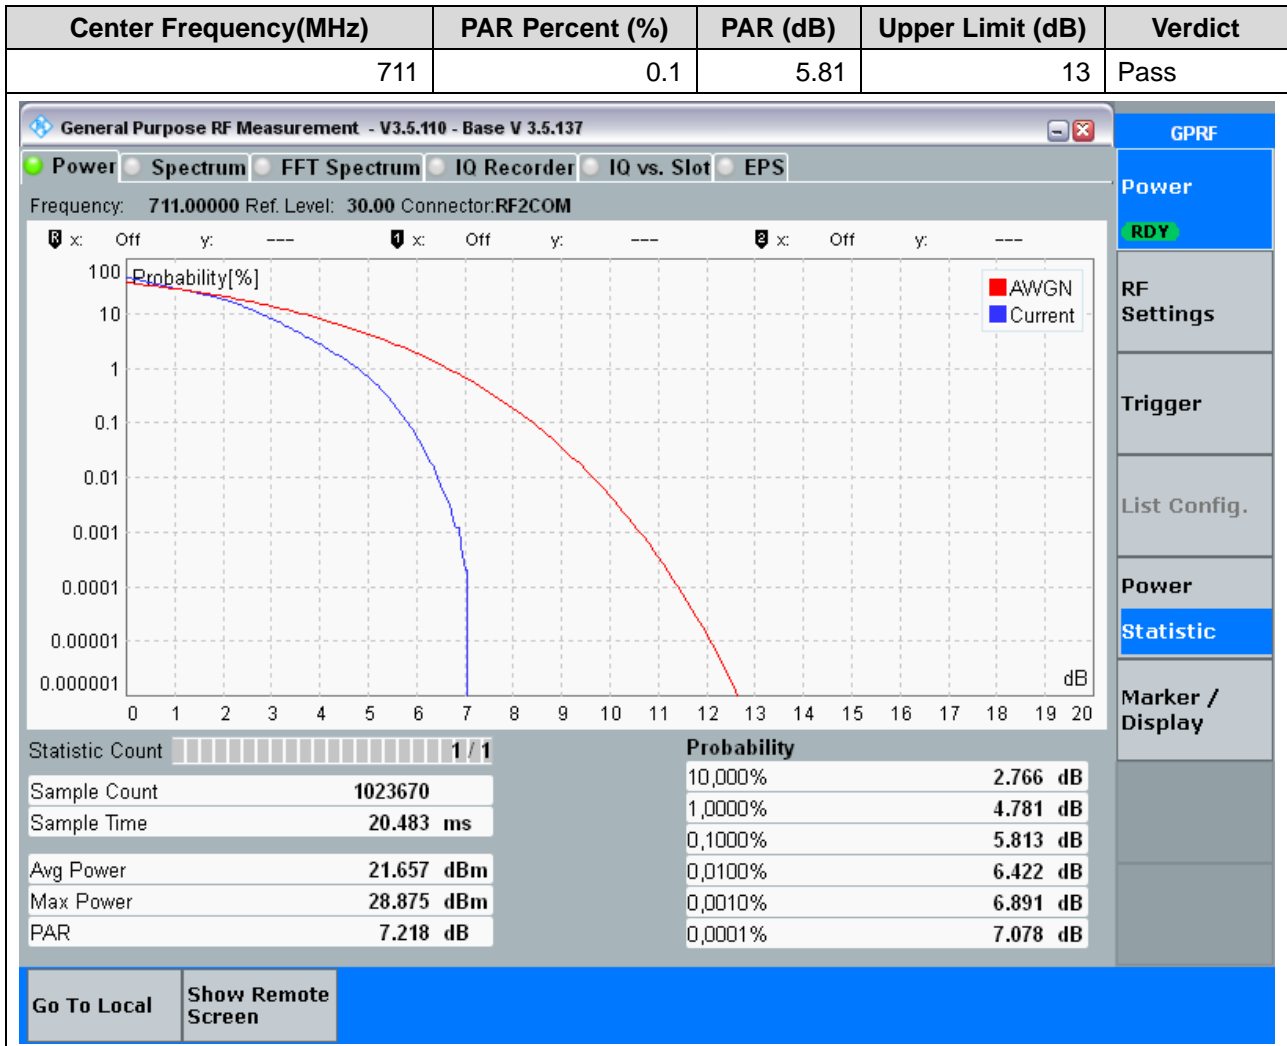 Center Frequency(MHz) PAR Percent (%) PAR (dB) Upper Limit (dB) Verdict
711 0.1 5.81 13 Pass
General Purpose RF Measurement - V3.5.110 - Base V 3.5.137
GPRF
Power Spectrum FFT Spectrum IQ Recorder IQ vs. Slot EPS
Power
RDY
Frequency: 711.00000 Ref. Level: 30.00 Connector:RF2COM
R x: Off y: --- 1 x: Off y: --- 2 x: Off y: ---
Probability[%]
AWGN
Current
100
10
1
0.1
0.01
0.001
0.0001
0.00001
0.000001
dB
0 1 2 3 4 5 6 7 8 9 10 11 12 13 14 15 16 17 18 19 20
RF
Settings
Trigger
List Config.
Power
Statistic
Marker /
Display
Statistic Count 1 / 1
Sample Count 1023670
Sample Time 20.483 ms
Avg Power 21.657 dBm
Max Power 28.875 dBm
PAR 7.218 dB
Probability
10,000% 2.766 dB
1,0000% 4.781 dB
0,1000% 5.813 dB
0,0100% 6.422 dB
0,0010% 6.891 dB
0,0001% 7.078 dB
Go To Local
Show Remote
Screen